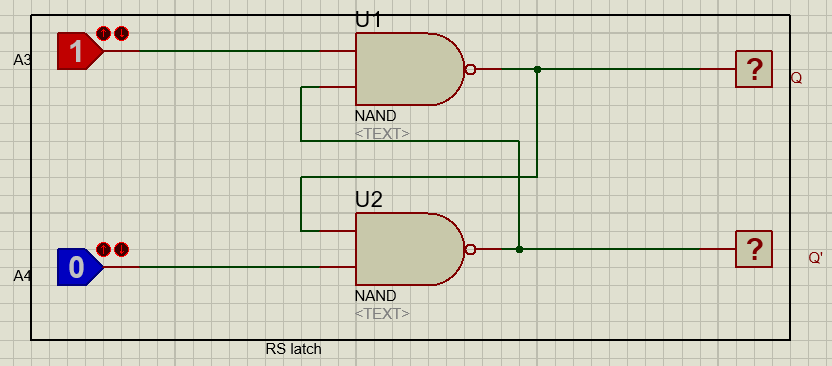 U1
A3
1
?
Q
NAND
<TEXT>
U2
A4
0
?
Q'
NAND
<TEXT>
RS latch